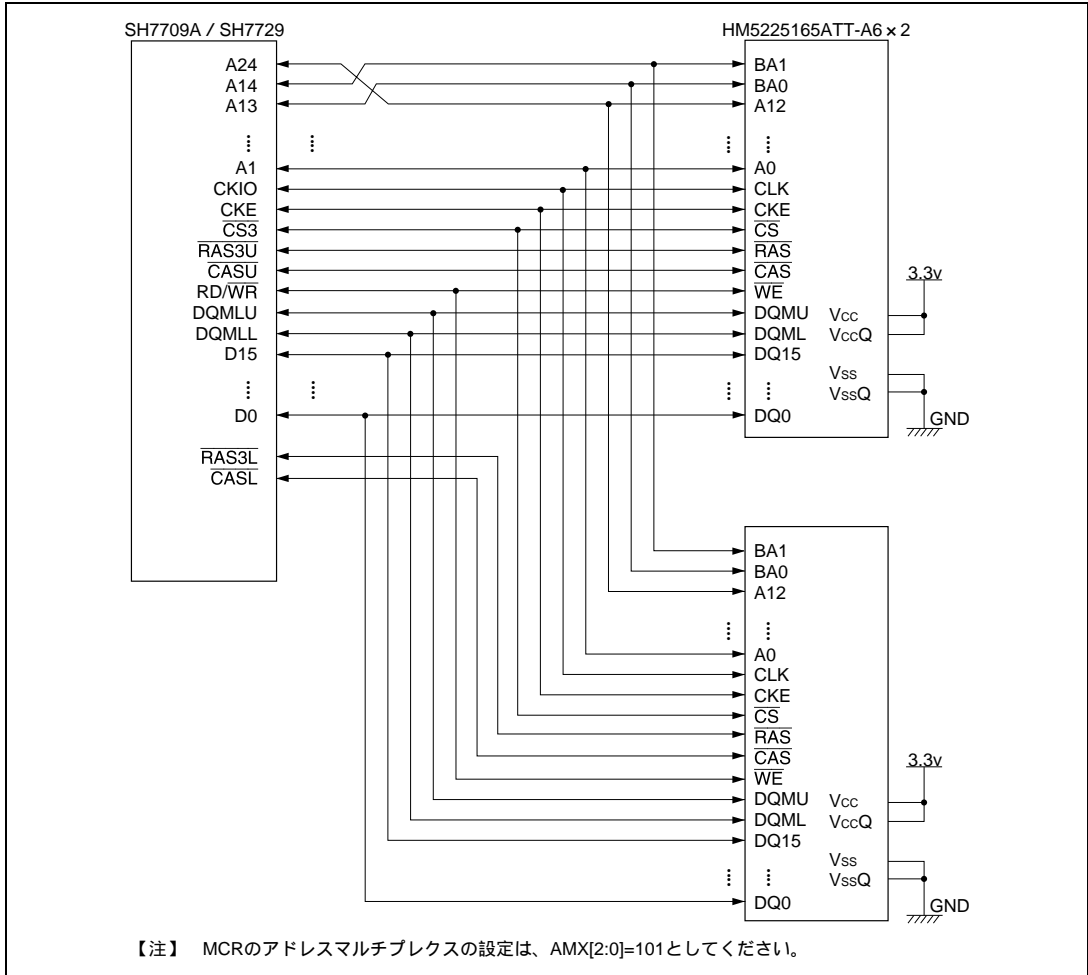 SH7709A / SH7729
HM5225165ATT-A6 × 2
A24
A14
A13
A1
CKIO
CKE
CS3
RAS3U
CASU
RD/WR
DQMLU
DQMLL
D15
D0
RAS3L
CASL
BA1
BA0
A12
A0
CLK
CKE
CS
RAS
CAS
WE
DQMU
DQML
DQ15
DQ0
Vcc
VccQ
Vss
VssQ
3.3v
GND
BA1
BA0
A12
A0
CLK
CKE
CS
RAS
CAS
WE
DQMU
DQML
DQ15
DQ0
Vcc
VccQ
Vss
VssQ
3.3v
GND
【注】 MCRのアドレスマルチプレクスの設定は、AMX[2:0]=101としてください。